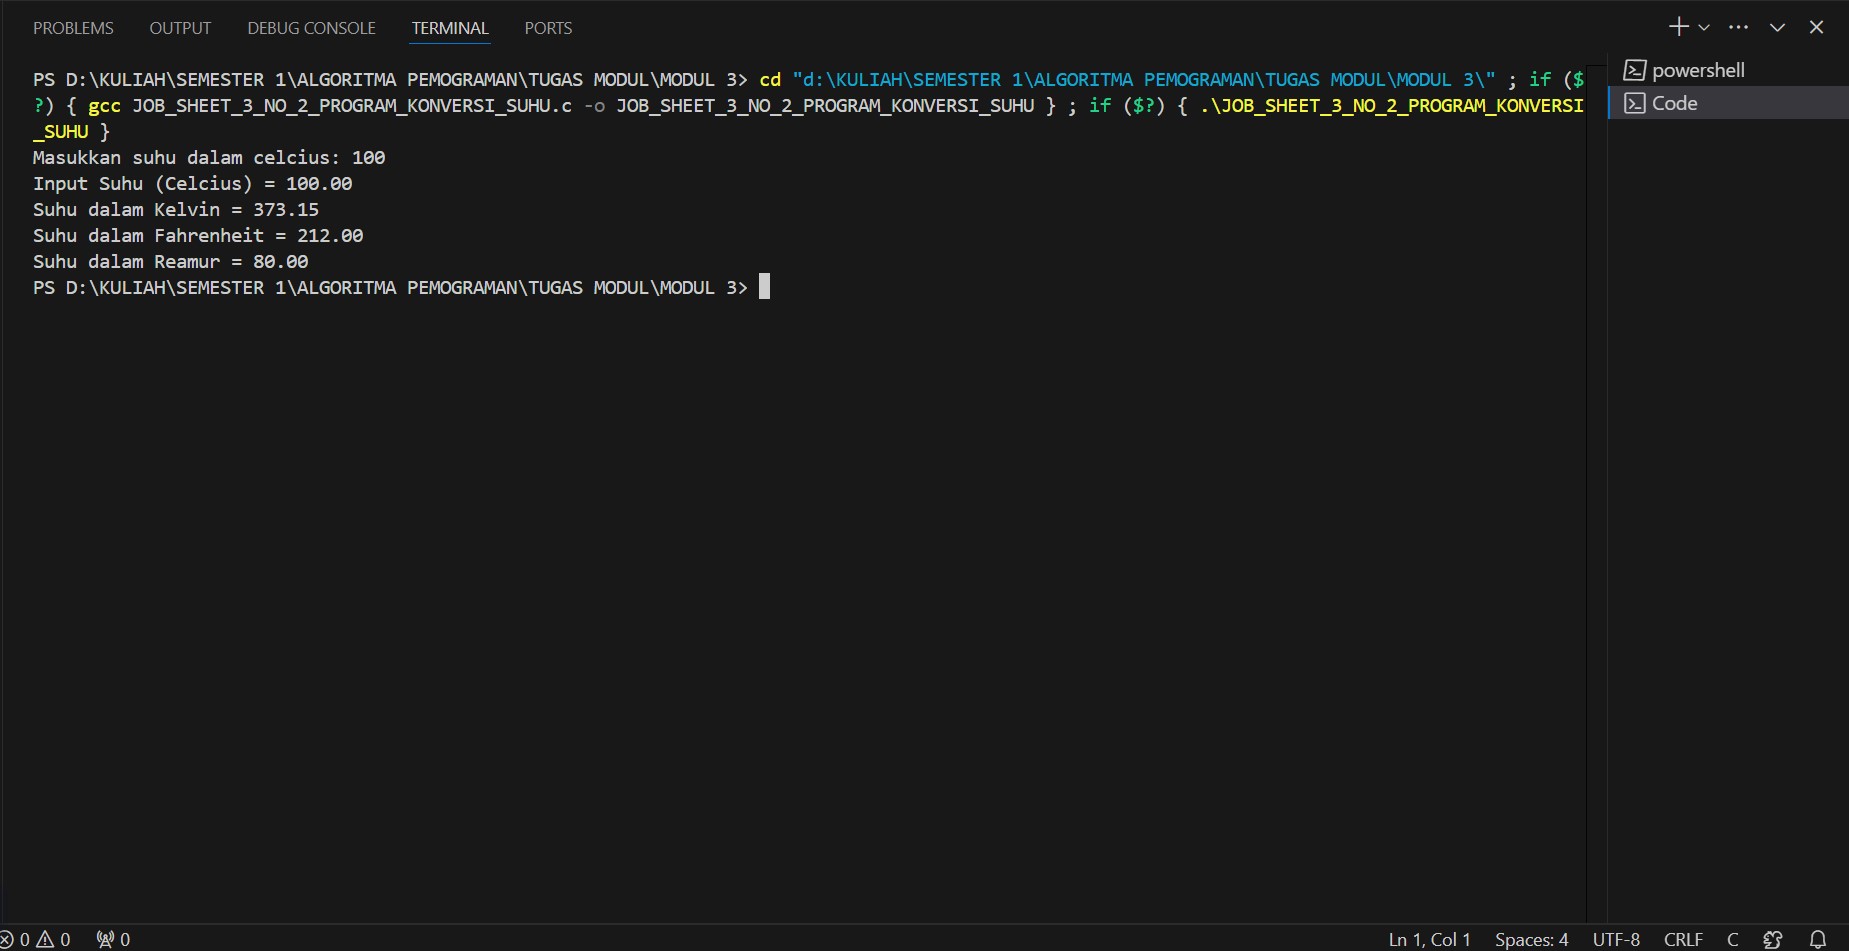 PROBLEMS OUTPUT DEBUG CONSOLE TERMINAL PORTS
PS D:\KULIAH\SEMESTER 1\ALGORITMA PEMOGRAMAN\TUGAS MODUL\MODUL 3> cd "d:\KULIAH\SEMESTER 1\ALGORITMA PEMOGRAMAN\TUGAS MODUL\MODUL 3\" ; if ($
?) { gcc JOB_SHEET_3_NO_2_PROGRAM_KONVERSI_SUHU.c -o JOB_SHEET_3_NO_2_PROGRAM_KONVERSI_SUHU } ; if ($?) { .\JOB_SHEET_3_NO_2_PROGRAM_KONVERSI
_SUHU }
Masukkan suhu dalam celcius: 100
Input Suhu (Celcius) = 100.00
Suhu dalam Kelvin = 373.15
Suhu dalam Fahrenheit = 212.00
Suhu dalam Reamur = 80.00
PS D:\KULIAH\SEMESTER 1\ALGORITMA PEMOGRAMAN\TUGAS MODUL\MODUL 3>
powershell
Code
0 0 0 Ln 1, Col 1 Spaces: 4 UTF-8 CRLF C